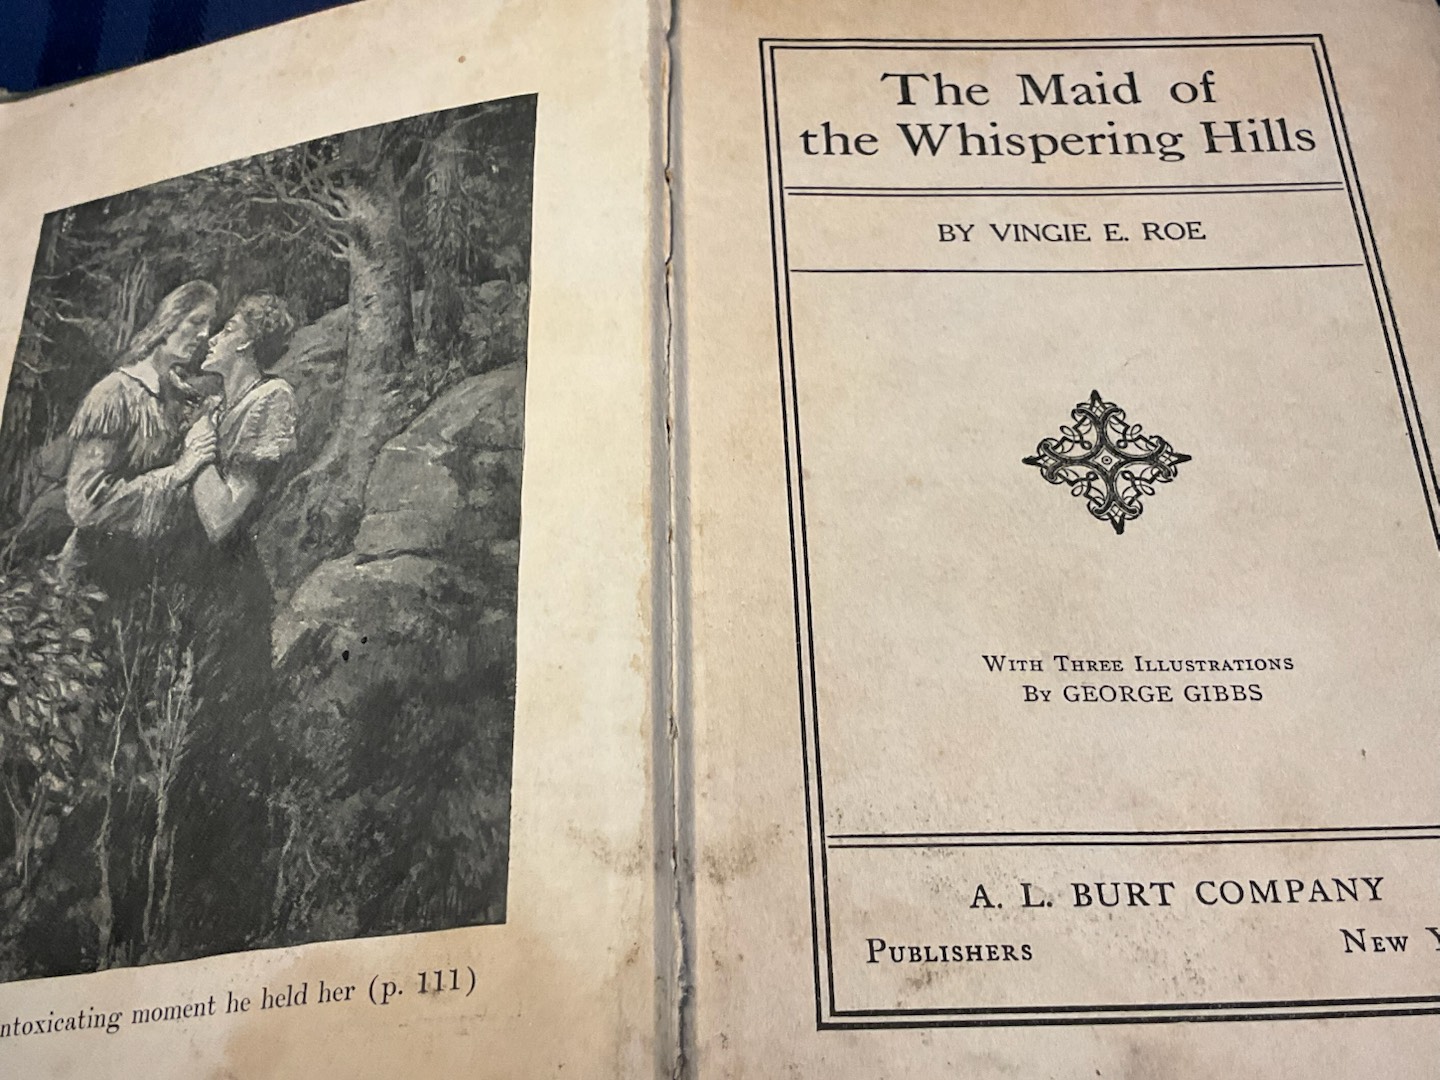 moment he held her (p. 111)
The Maid of
the Whispering Hills
BY VINGIE E. ROE
WITH THREE ILLUSTRATIONS
BY GEORGE GIBBS
A. L. BURT COMPANY
PUBLISHERS NEW